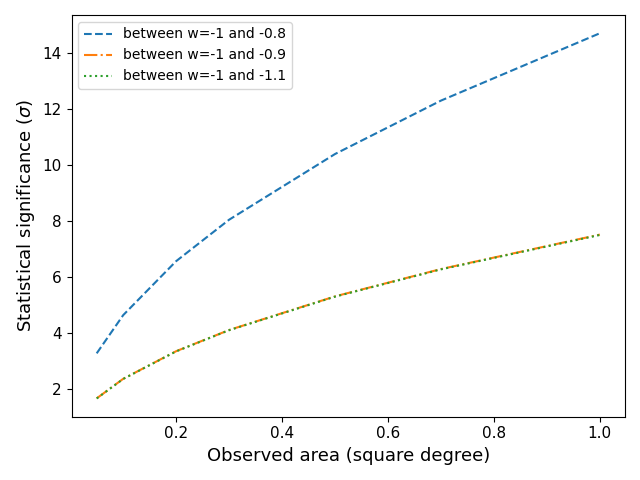 between w=-1 and -0.8
between w=-1 and -0.9
between w=-1 and -1.1
Statistical significance (σ)
14
12
10
8
6
4
2
0.2 0.4 0.6 0.8 1.0
Observed area (square degree)